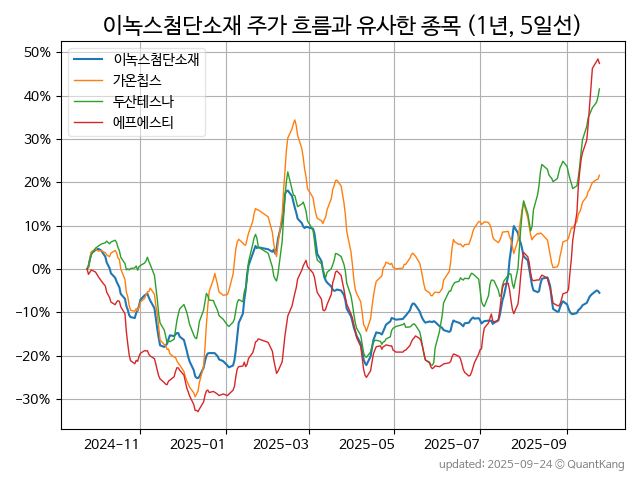 이녹스첨단소재 주가 흐름과 유사한 종목 (1년, 5일선)
이녹스첨단소재
가온칩스
두산테스나
에프에스티
50%
40%
30%
20%
10%
0%
−10%
−20%
−30%
2024-11
2025-01
2025-03
2025-05
2025-07
2025-09
updated: 2025-09-24 © QuantKang